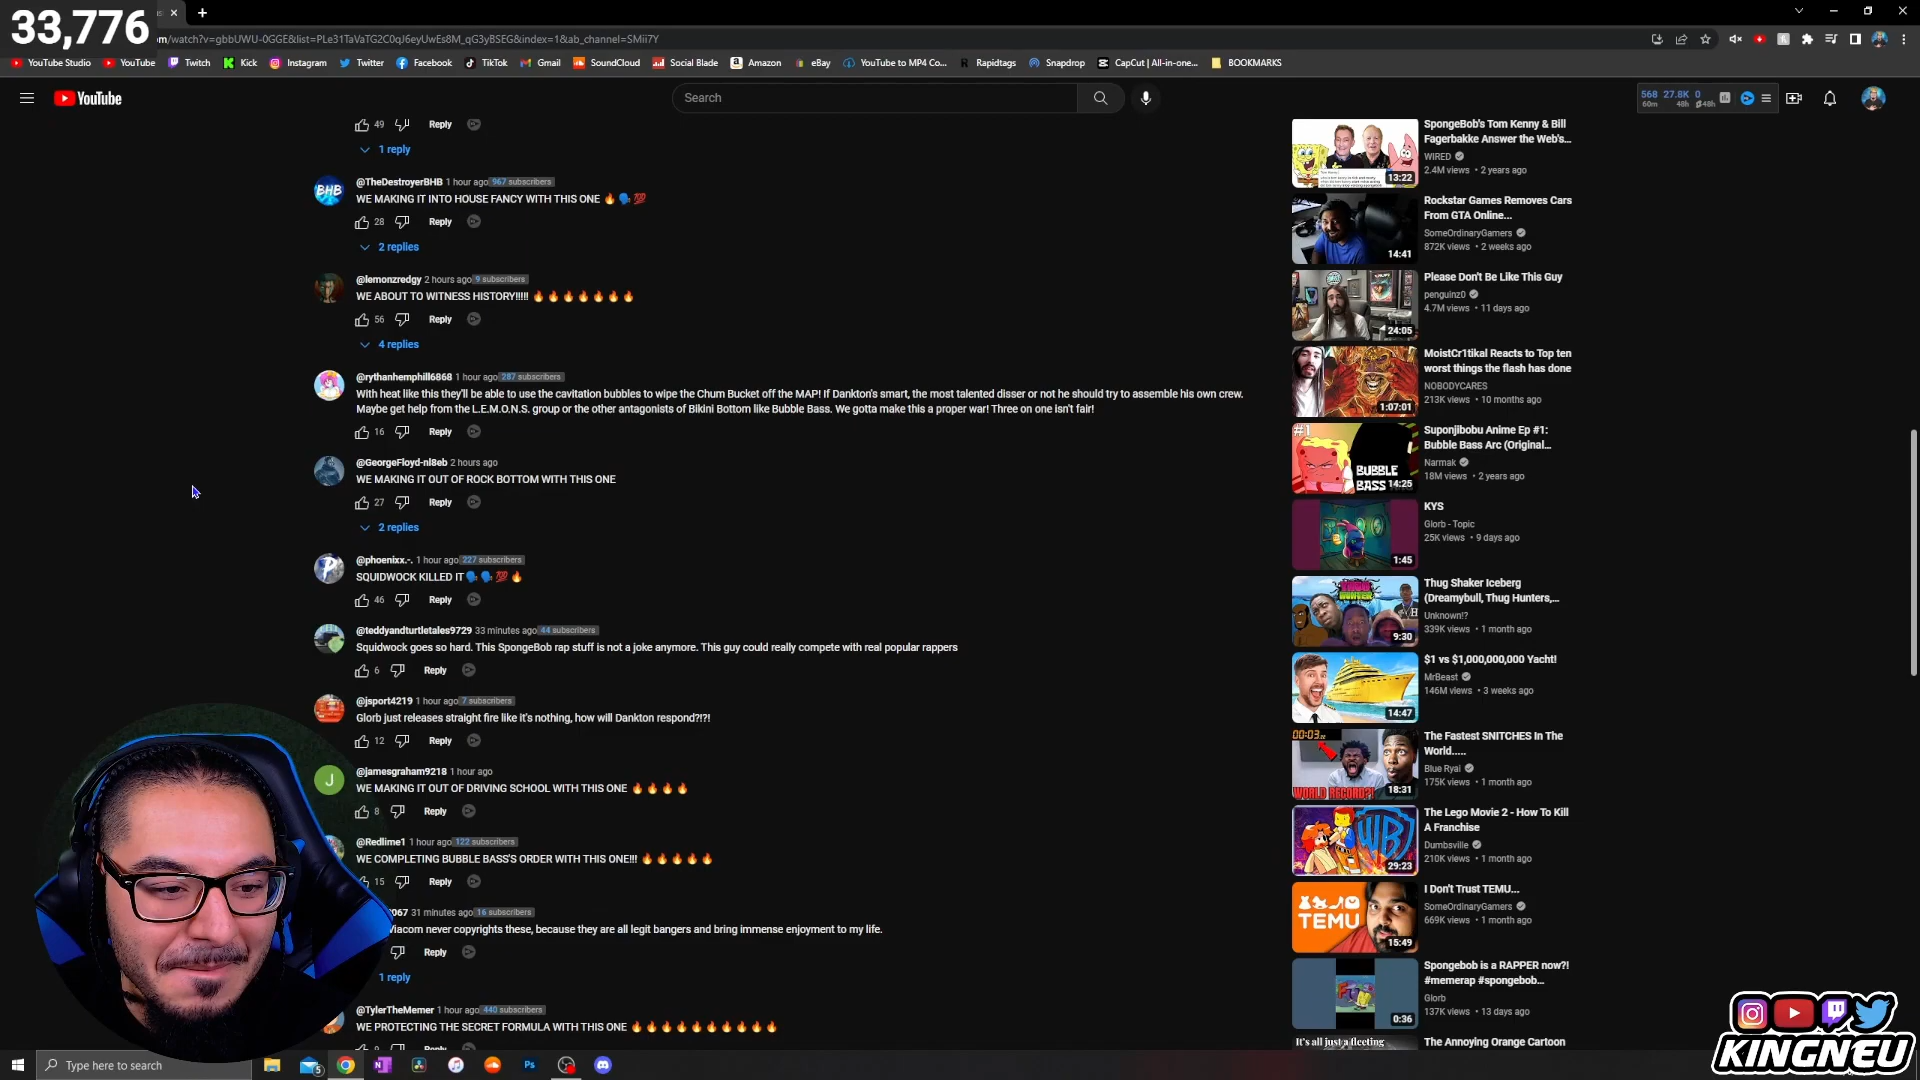 33,776
m/watch?v=gbbUWU-0GGE&list=PLe31TaVaTG2C0qJ6eyUwEs8M_qG3yBSEG&index=1&ab_channel=SMii7Y
YouTube Studio YouTube Twitch Kick Instagram Twitter Facebook TikTok Gmail SoundCloud Social Blade Amazon eBay YouTube to MP4 Co... Rapidtags Snapdrop CapCut | All-in-one... BOOKMARKS
YouTube
Search
568 27.8K 0
60m 48h 48h
49 Reply
1 reply
@TheDestroyerBHB 1 hour ago 967 subscribers
WE MAKING IT INTO HOUSE FANCY WITH THIS ONE 🔥🗣️💯
28 Reply
2 replies
@lemonzredgy 2 hours ago 9 subscribers
WE ABOUT TO WITNESS HISTORY!!!!! 🔥🔥🔥🔥🔥🔥🔥
56 Reply
4 replies
@rythanhemphill6868 1 hour ago 287 subscribers
With heat like this they'll be able to use the cavitation bubbles to wipe the Chum Bucket off the MAP! If Dankton's smart, the most talented disser or not he should try to assemble his own crew.
Maybe get help from the L.E.M.O.N.S. group or the other antagonists of Bikini Bottom like Bubble Bass. We gotta make this a proper war! Three on one isn't fair!
16 Reply
@GeorgeFloyd-nl8eb 2 hours ago
WE MAKING IT OUT OF ROCK BOTTOM WITH THIS ONE
27 Reply
2 replies
@phoenixx.-. 1 hour ago 227 subscribers
SQUIDWOCK KILLED IT🗣️🗣️💯🔥
46 Reply
@teddyandturtletales9729 33 minutes ago 44 subscribers
Squidwock goes so hard. This SpongeBob rap stuff is not a joke anymore. This guy could really compete with real popular rappers
6 Reply
@jsport4219 1 hour ago 7 subscribers
Glorb just releases straight fire like it's nothing, how will Dankton respond?!?!
12 Reply
J
@jamesgraham9218 1 hour ago
WE MAKING IT OUT OF DRIVING SCHOOL WITH THIS ONE 🔥🔥🔥🔥
8 Reply
@Redlime1 1 hour ago 122 subscribers
WE COMPLETING BUBBLE BASS'S ORDER WITH THIS ONE!!! 🔥🔥🔥🔥🔥
15 Reply
067 31 minutes ago 16 subscribers
Viacom never copyrights these, because they are all legit bangers and bring immense enjoyment to my life.
Reply
1 reply
@TylerTheMemer 1 hour ago 440 subscribers
WE PROTECTING THE SECRET FORMULA WITH THIS ONE 🔥🔥🔥🔥🔥🔥🔥🔥🔥🔥
SpongeBob's Tom Kenny & Bill
Fagerbakke Answer the Web's...
WIRED
2.4M views • 2 years ago
13:22
Rockstar Games Removes Cars
From GTA Online...
SomeOrdinaryGamers
872K views • 2 weeks ago
14:41
Please Don't Be Like This Guy
penguinz0
4.7M views • 11 days ago
24:05
MoistCr1tikal Reacts to Top ten
worst things the flash has done
NOBODYCARES
213K views • 10 months ago
1:07:01
#1
BUBBLE
BASS
14:25
Suponjibobu Anime Ep #1:
Bubble Bass Arc (Original...
Narmak
18M views • 2 years ago
KYS
Glorb - Topic
25K views • 9 days ago
1:45
THUG
HUNTER
Thug Shaker Iceberg
(Dreamybull, Thug Hunters,...
Unknown!?
339K views • 1 month ago
9:30
$1 vs $1,000,000,000 Yacht!
MrBeast
146M views • 3 weeks ago
14:47
00:03
WORLD RECORD?!
The Fastest SNITCHES In The
World.....
Blue Ryai
175K views • 1 month ago
18:31
WB
The Lego Movie 2 - How To Kill
A Franchise
Dumbsville
210K views • 1 month ago
29:23
TEMU
I Don't Trust TEMU...
SomeOrdinaryGamers
669K views • 1 month ago
15:49
Spongebob is a RAPPER now?!
#memerap #spongebob...
Glorb
137K views • 13 days ago
0:36
It's all just a fleeting
The Annoying Orange Cartoon
KINGNEU
Type here to search
5
Ps